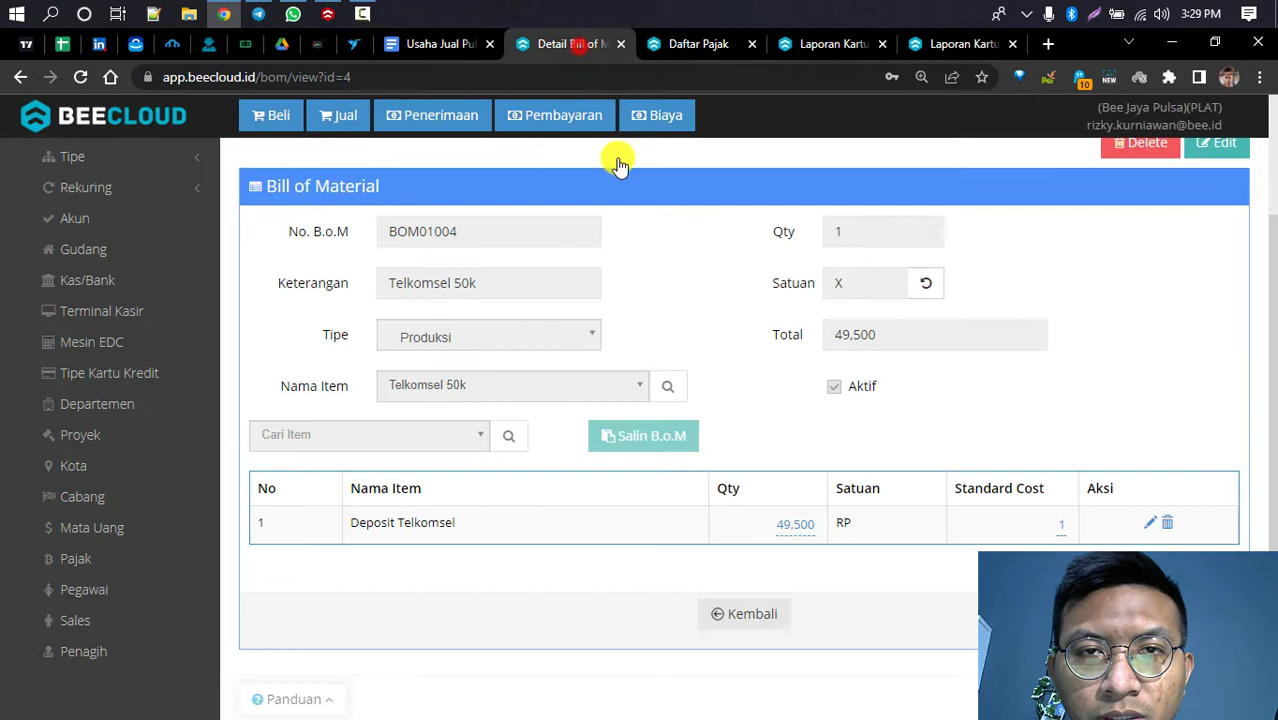 3:29 PM
Usaha Jual Pul
Detail Bill of M
Daftar Pajak
Laporan Kartu
Laporan Kartu
app.beecloud.id/bom/view?id=4
NEW
10
BEECLOUD
Beli
Jual
Penerimaan
Pembayaran
Biaya
(Bee Jaya Pulsa)(PLAT)
rizky.kurniawan@bee.id
Tipe
Rekuring
Akun
Gudang
Kas/Bank
Terminal Kasir
Mesin EDC
Tipe Kartu Kredit
Departemen
Proyek
Kota
Cabang
Mata Uang
Pajak
Pegawai
Sales
Penagih
Delete
Edit
Bill of Material
No. B.o.M
BOM01004
Qty
1
Keterangan
Telkomsel 50k
Satuan
X
Tipe
Produksi
Total
49,500
Nama Item
Telkomsel 50k
Aktif
Cari Item
Salin B.o.M
No
Nama Item
Qty
Satuan
Standard Cost
Aksi
1
Deposit Telkomsel
49,500
RP
1
Kembali
Panduan